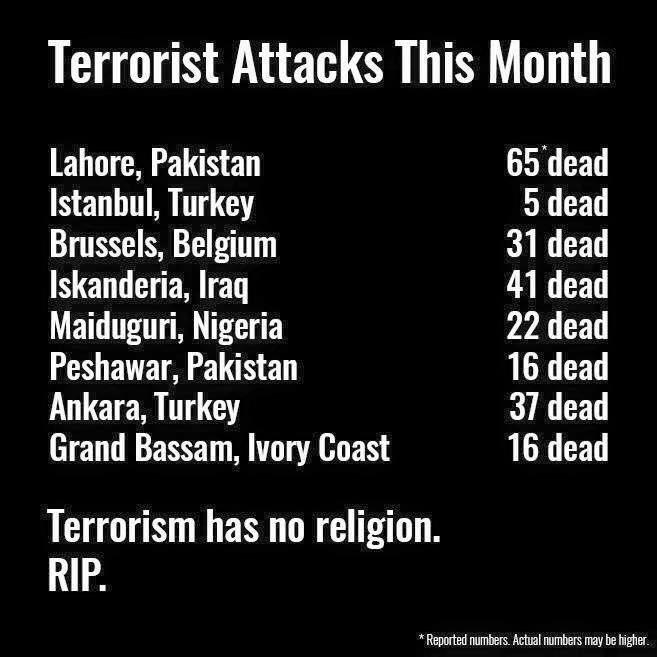 Terrorist Attacks This Month
Lahore, Pakistan 65*dead
Istanbul, Turkey 5 dead
Brussels, Belgium 31 dead
Iskanderia, Iraq 41 dead
Maiduguri, Nigeria 22 dead
Peshawar, Pakistan 16 dead
Ankara, Turkey 37 dead
Grand Bassam, Ivory Coast 16 dead
Terrorism has no religion.
RIP.
* Reported numbers. Actual numbers may be higher.